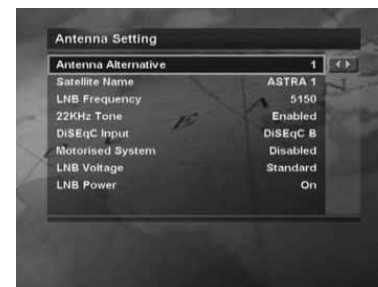 Antenna Setting
Antenna Alternative 1
Satellite Name ASTRA 1
LNB Frequency 5150
22KHz Tone Enabled
DiSEqC Input DiSEqC B
Motorised System Disabled
LNB Voltage Standard
LNB Power On